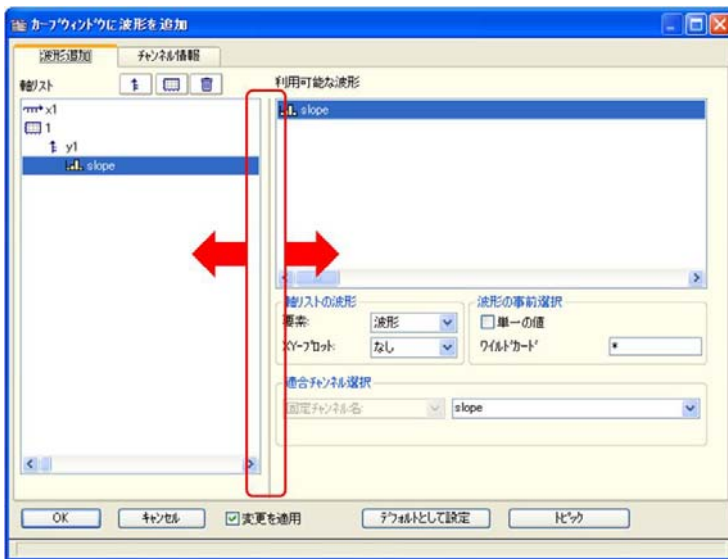 カーブウィンドウに波形を追加
波形追加 チャンネル情報
軸リスト
利用可能な波形
x1
1
y1
slope
slope
軸リストの波形
波形の事前選択
要素: 波形
単一の値
XY-プロット: なし
ワイルドカード *
適合チャンネル選択
固定チャンネル名: slope
OK キャンセル 変更を適用 デフォルトとして設定 トピック